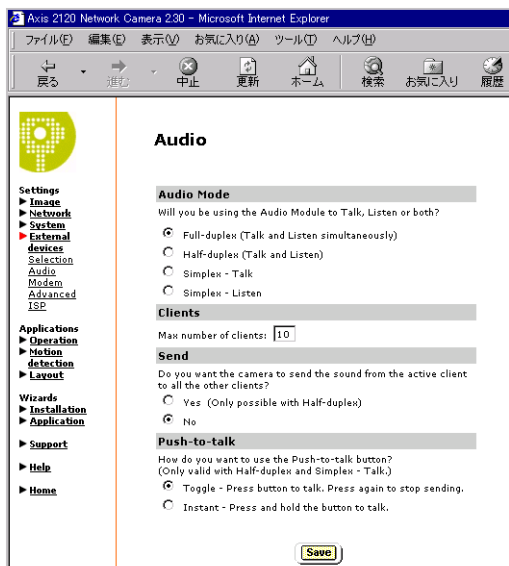 Axis 2120 Network Camera 2.30 - Microsoft Internet Explorer
ファイル(F) 編集(E) 表示(V) お気に入り(A) ツール(T) ヘルプ(H)
戻る 進む 中止 更新 ホーム 検索 お気に入り 履歴
Audio
Settings
Image
Network
System
External
devices
Selection
Audio
Modem
Advanced
ISP
Applications
Operation
Motion
detection
Layout
Wizards
Installation
Application
Support
Help
Home
Audio Mode
Will you be using the Audio Module to Talk, Listen or both?
Full-duplex (Talk and Listen simultaneously)
Half-duplex (Talk and Listen)
Simplex - Talk
Simplex - Listen
Clients
Max number of clients: 10
Send
Do you want the camera to send the sound from the active client
to all the other clients?
Yes (Only possible with Half-duplex)
No
Push-to-talk
How do you want to use the Push-to-talk button?
(Only valid with Half-duplex and Simplex - Talk.)
Toggle - Press button to talk. Press again to stop sending.
Instant - Press and hold the button to talk.
Save